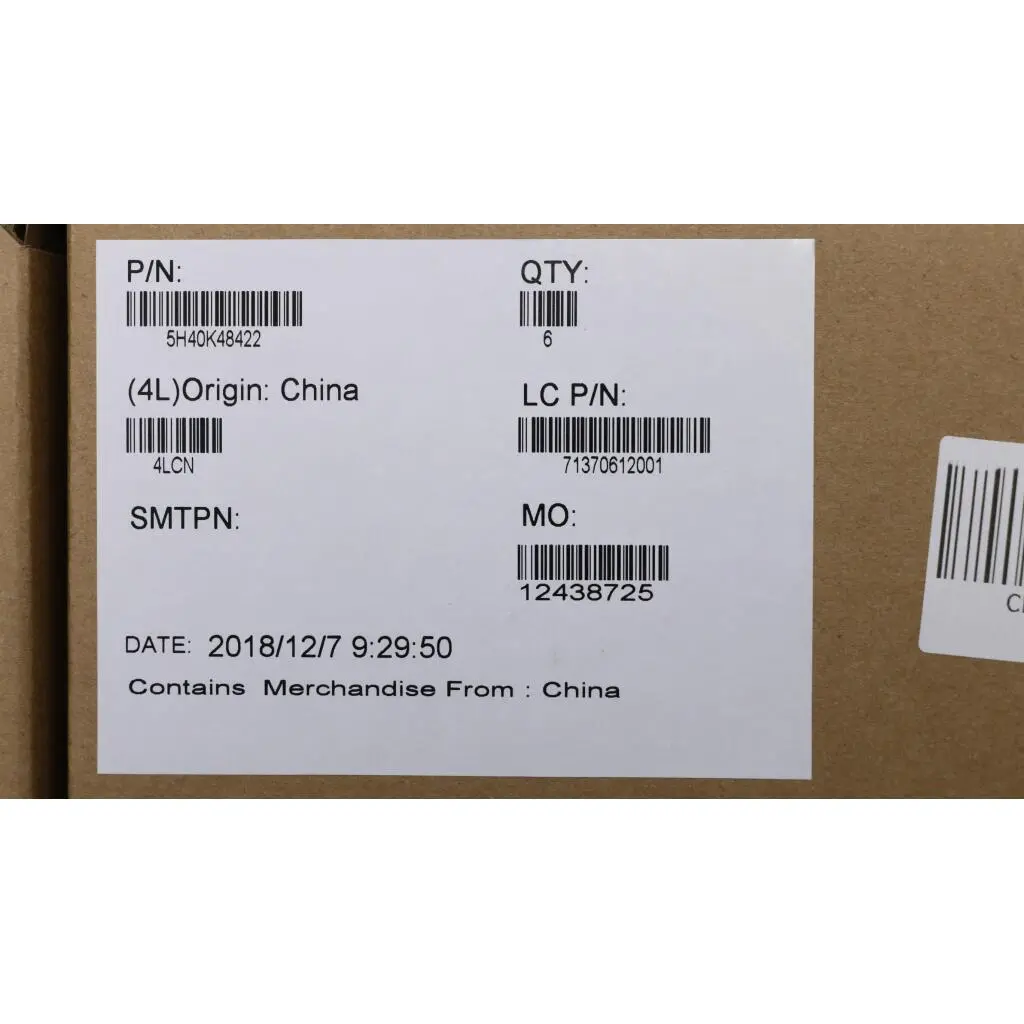 P/N:
5H40K48422
QTY:
6
(4L)Origin: China
4LCN
LC P/N:
71370612001
SMTPN:
MO:
12438725
DATE: 2018/12/7 9:29:50
Contains Merchandise From : China